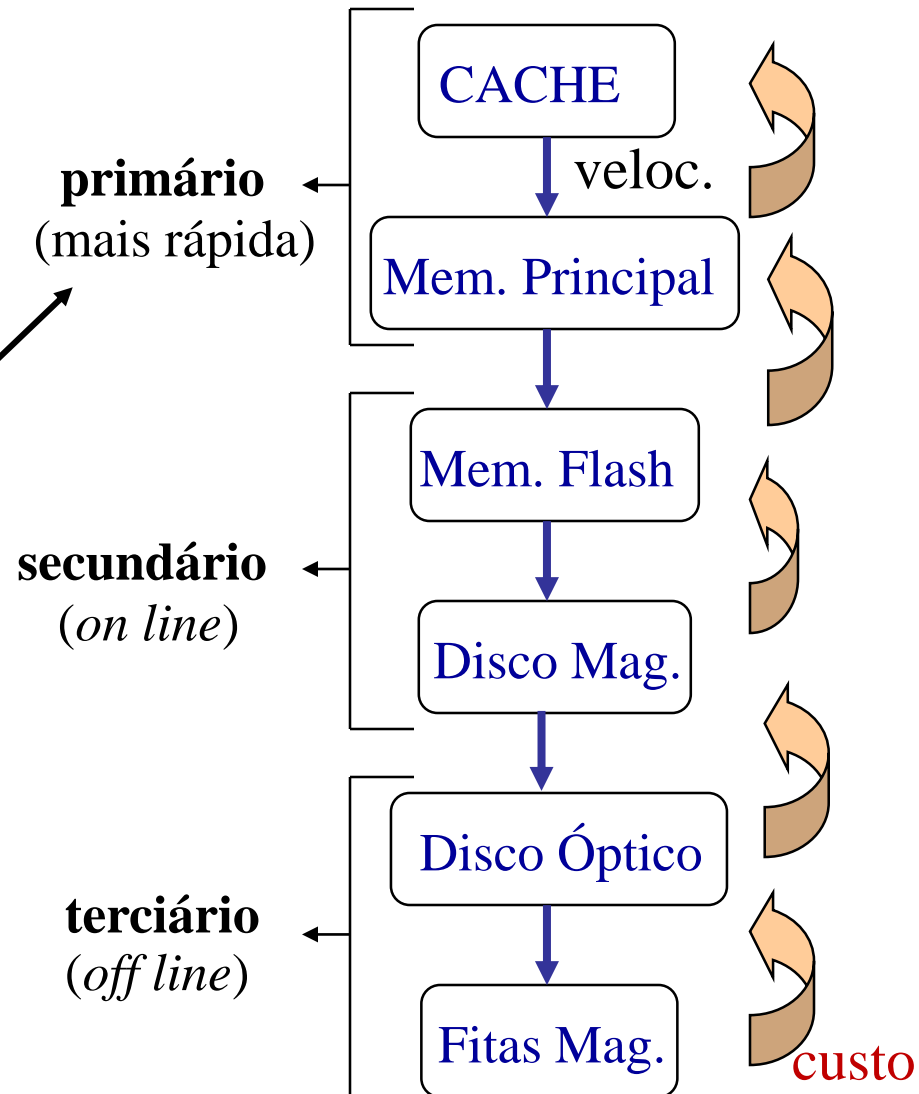 CACHE
veloc.
primário
(mais rápida)
Mem. Principal
Mem. Flash
secundário
(on line)
Disco Mag.
Disco Óptico
terciário
(off line)
Fitas Mag.
custo